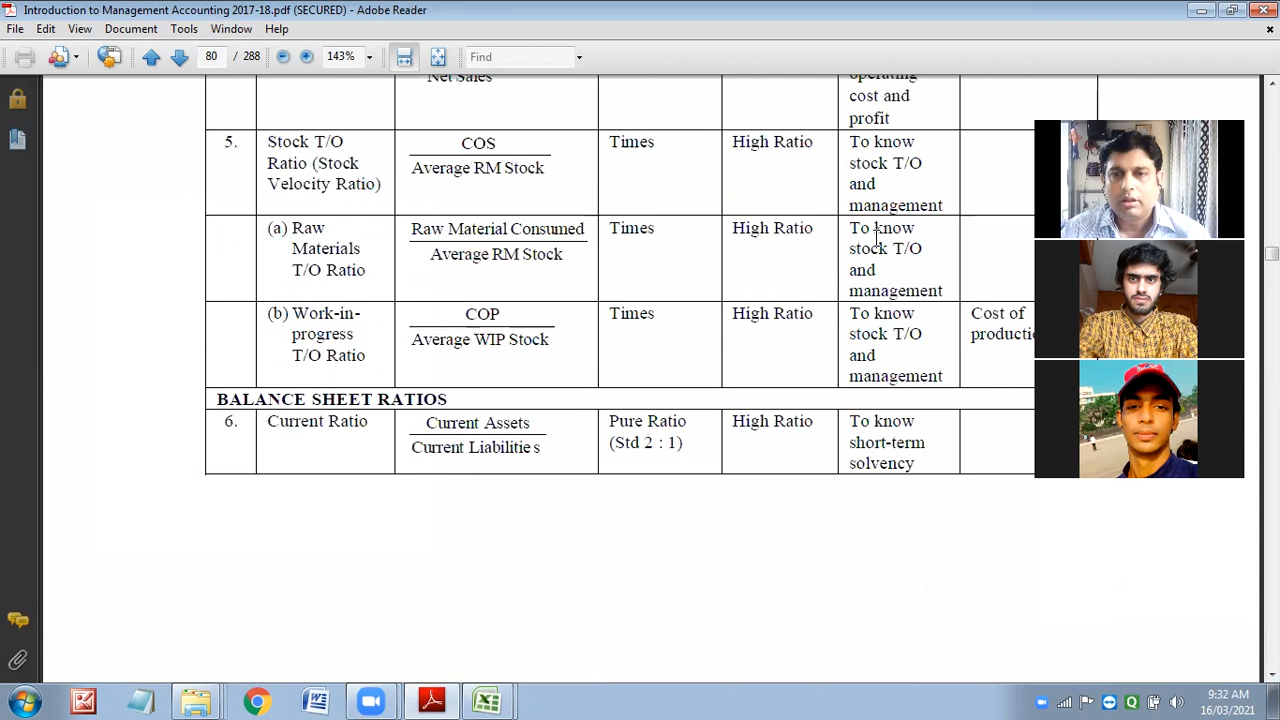 Introduction to Management Accounting 2017-18.pdf (SECURED) - Adobe Reader
File Edit View Document Tools Window Help
80 / 288 143% Find
Net Sales
operating
cost and
profit
5.
Stock T/O
Ratio (Stock
Velocity Ratio)
COS
Average RM Stock
Times
High Ratio
To know
stock T/O
and
management
(a) Raw
Materials
T/O Ratio
Raw Material Consumed
Average RM Stock
Times
High Ratio
To know
stock T/O
and
management
(b) Work-in-
progress
T/O Ratio
COP
Average WIP Stock
Times
High Ratio
To know
stock T/O
and
management
Cost of
producti
BALANCE SHEET RATIOS
6.
Current Ratio
Current Assets
Current Liabilities
Pure Ratio
(Std 2 : 1)
High Ratio
To know
short-term
solvency
9:32 AM
16/03/2021